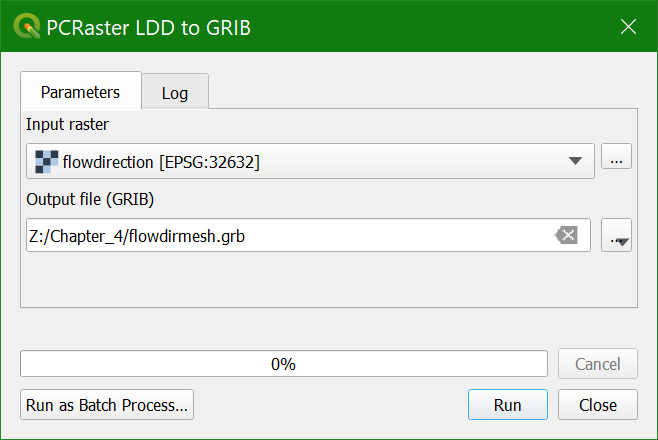 PCRaster LDD to GRIB
Parameters
Log
Input raster
flowdirection [EPSG:32632]
...
Output file (GRIB)
Z:/Chapter_4/flowdirmesh.grb
...
0%
Cancel
Run as Batch Process...
Run
Close